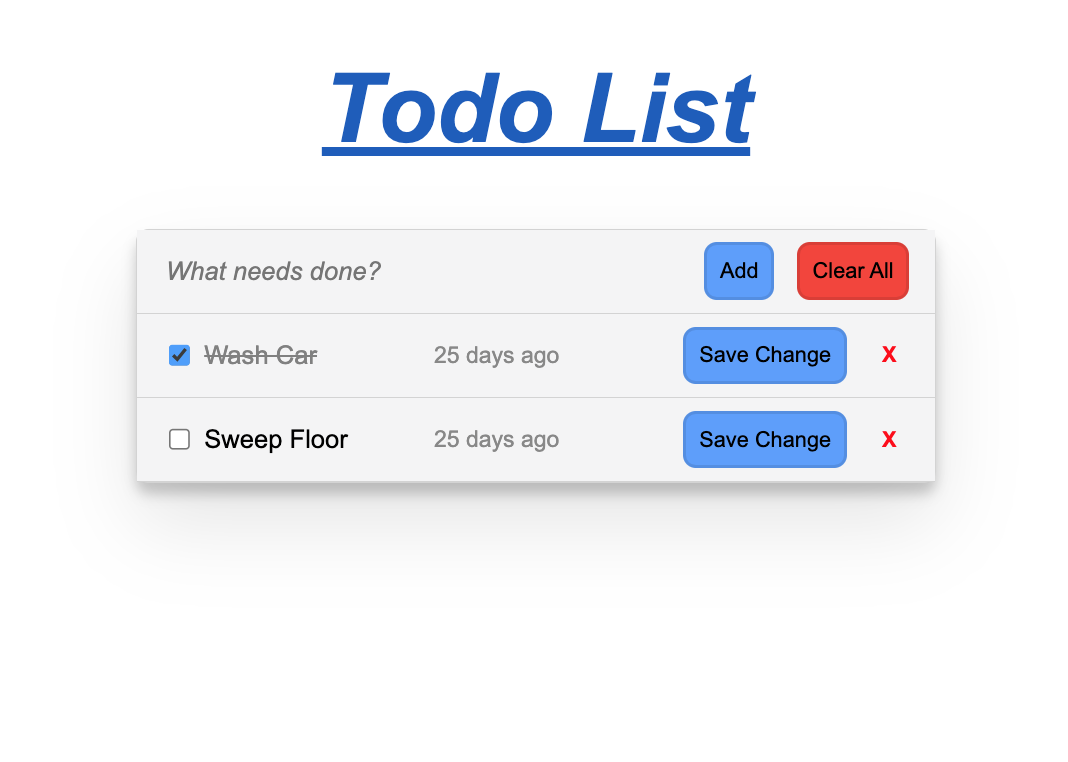 Todo List
What needs done? Add Clear All
Wash Car 25 days ago Save Change X
Sweep Floor 25 days ago Save Change X